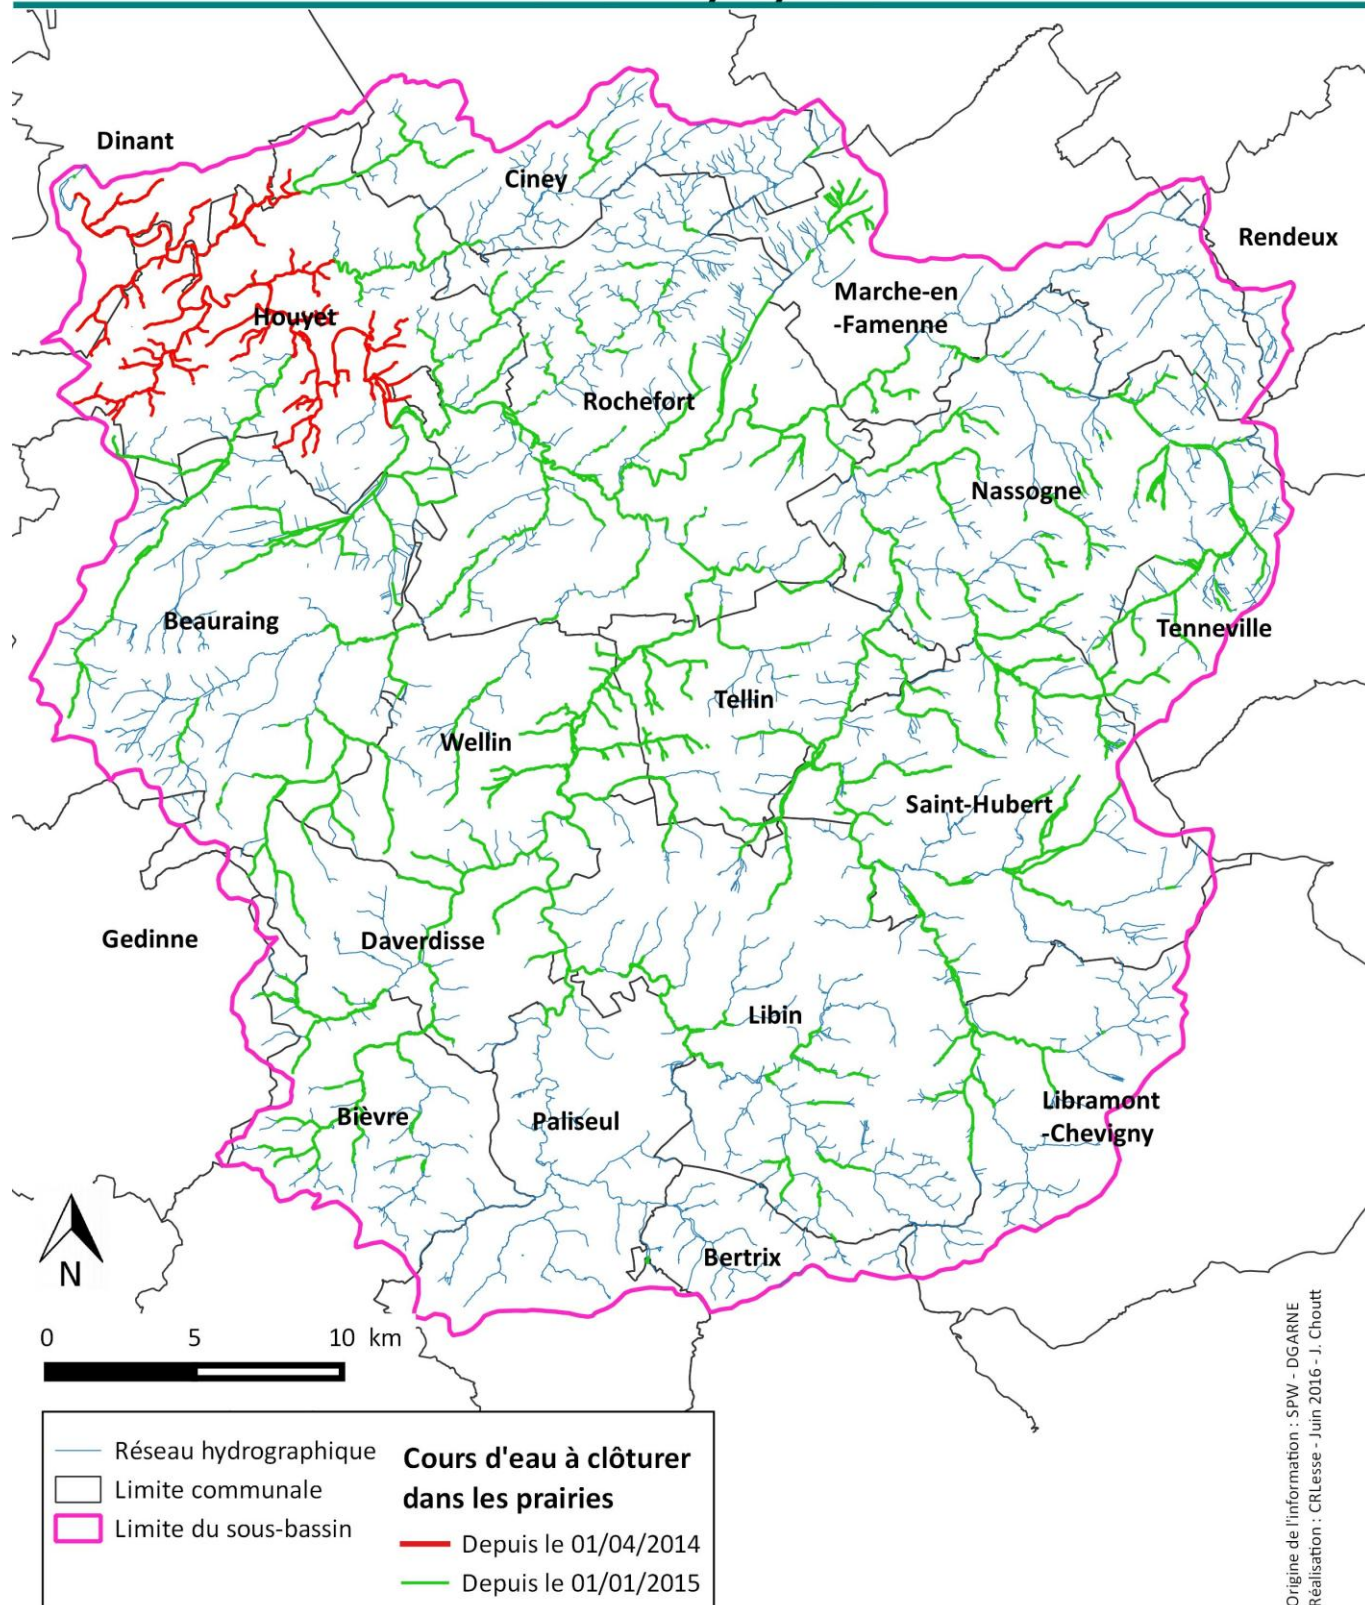 Dinant
Ciney
Rendeux
Marche-en
-Famenne
Houyet
Rochefort
Nassogne
Beauraing
Tenneville
Tellin
Wellin
Saint-Hubert
Gedinne
Daverdisse
Libin
Libramont
-Chevigny
Bièvre
Paliseul
Bertrix
N
0 5 10 km
Réseau hydrographique
Limite communale
Limite du sous-bassin
Cours d'eau à clôturer
dans les prairies
Depuis le 01/04/2014
Depuis le 01/01/2015
Origine de l'information : SPW - DGARNE
Réalisation : CRLesse - Juin 2016 - J. Choutt